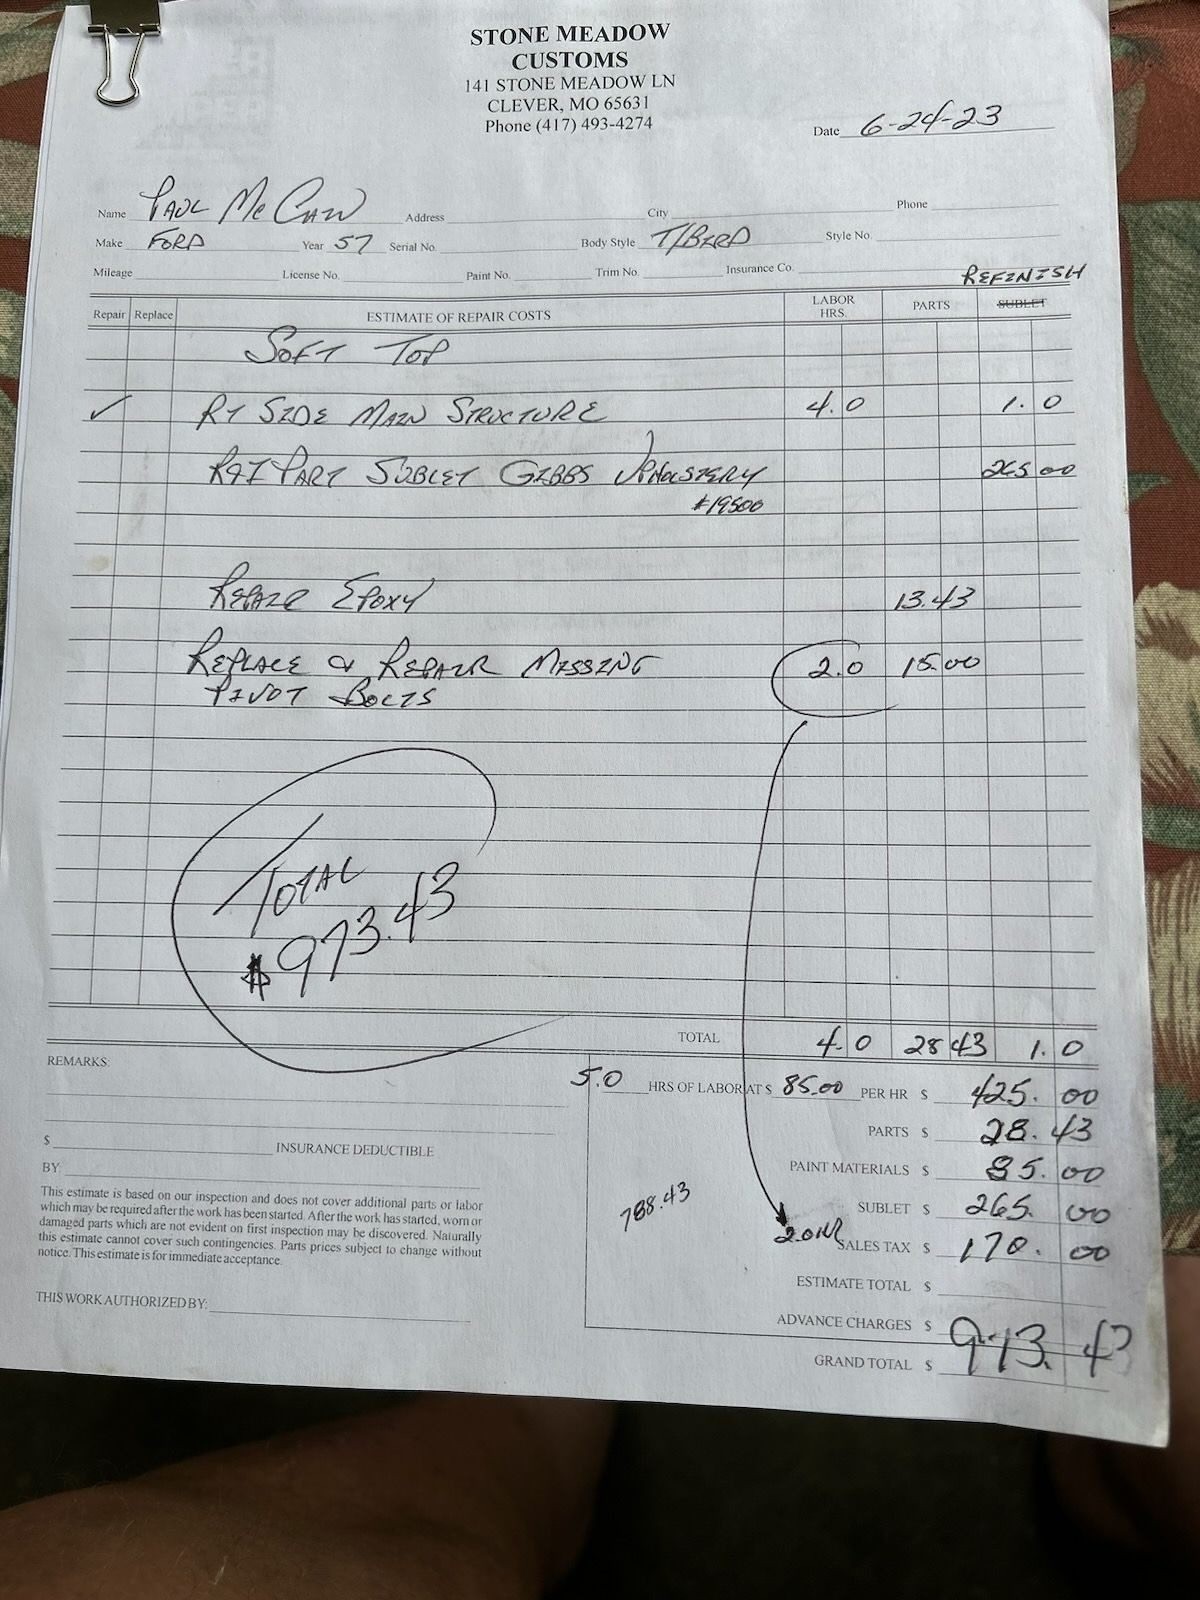 STONE MEADOW
CUSTOMS
141 STONE MEADOW LN
CLEVER, MO 65631
Phone (417) 493-4274
Date 6-24-23
Name PAUL Mc CAW Address City Phone
Make FORD Year 57 Serial No. Body Style T/BIRD Style No.
Mileage License No. Paint No. Trim No. Insurance Co.
REFINISH
Repair Replace ESTIMATE OF REPAIR COSTS LABOR HRS. PARTS SUBLET
SOFT TOP
✓ RT SIDE MAIN STRUCTURE 4.0 1.0
R&I PART SUBLET GIBBS UPHOLSTERY 265.00
$19500
REPAIR EPOXY 13.43
REPLACE & REPAIR MISSING 2.0 15.00
PIVOT BOLTS
TOTAL
$973.43
TOTAL 4.0 28 43 1.0
REMARKS:
5.0 HRS OF LABOR AT $ 85.00 PER HR $ 425.00
PARTS $ 28.43
$ INSURANCE DEDUCTIBLE
PAINT MATERIALS $ 85.00
BY:
This estimate is based on our inspection and does not cover additional parts or labor
which may be required after the work has been started. After the work has started, worn or
damaged parts which are not evident on first inspection may be discovered. Naturally
this estimate cannot cover such contingencies. Parts prices subject to change without
notice. This estimate is for immediate acceptance.
788.43
SUBLET $ 265.00
2.0 HR SALES TAX $ 170.00
ESTIMATE TOTAL $
THIS WORK AUTHORIZED BY:
ADVANCE CHARGES $
GRAND TOTAL $ 973.43